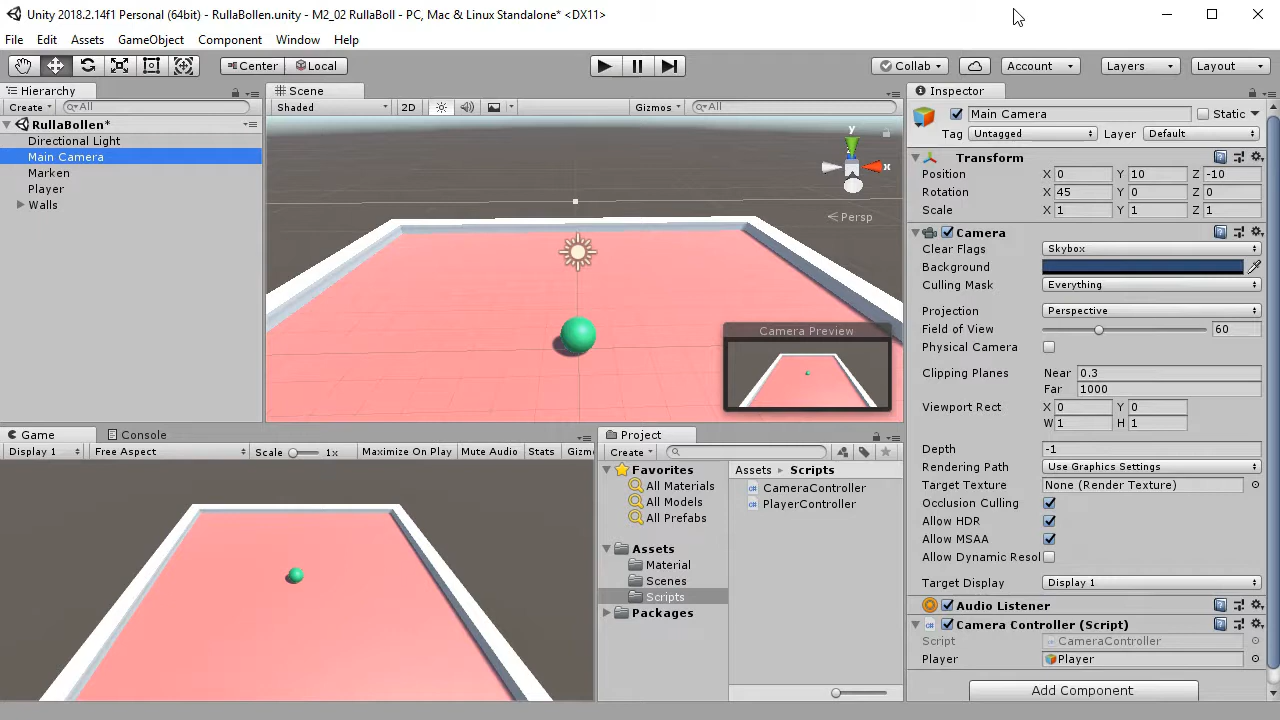 Unity 2018.2.14f1 Personal (64bit) - RullaBollen.unity - M2_02 RullaBoll - PC, Mac & Linux Standalone* <DX11>
File Edit Assets GameObject Component Window Help
Center Local Collab Account Layers Layout
Hierarchy
Create All
RullaBollen*
Directional Light
Main Camera
Marken
Player
Walls
Scene
Shaded 2D Gizmos All
y
x
Persp
Camera Preview
Game Console
Display 1 Free Aspect Scale 1x Maximize On Play Mute Audio Stats Gizm
Project
Create
Favorites
All Materials
All Models
All Prefabs
Assets
Material
Scenes
Scripts
Packages
Assets Scripts
CameraController
PlayerController
Inspector
Main Camera Static
Tag Untagged Layer Default
Transform
Position X 0 Y 10 Z -10
Rotation X 45 Y 0 Z 0
Scale X 1 Y 1 Z 1
Camera
Clear Flags Skybox
Background
Culling Mask Everything
Projection Perspective
Field of View 60
Physical Camera
Clipping Planes Near 0.3
Far 1000
Viewport Rect X 0 Y 0
W 1 H 1
Depth -1
Rendering Path Use Graphics Settings
Target Texture None (Render Texture)
Occlusion Culling
Allow HDR
Allow MSAA
Allow Dynamic Resol
Target Display Display 1
Audio Listener
Camera Controller (Script)
Script CameraController
Player Player
Add Component